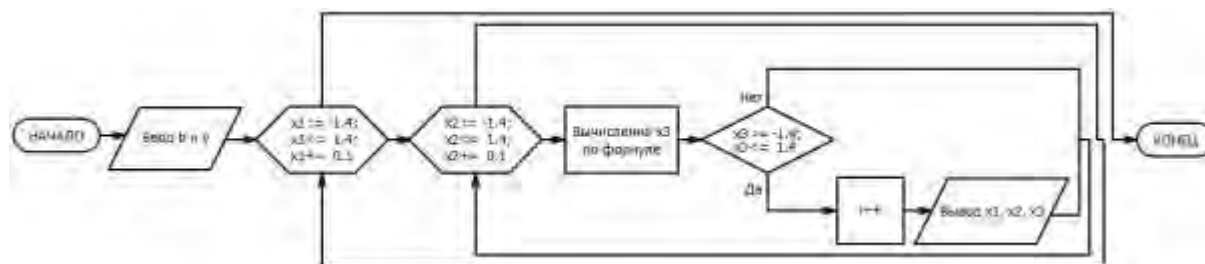 НАЧАЛО
Ввод b и
x1:= -1.4;
x1<= 1.4;
x1+= 0.1
x2:= -1.4;
x2<= 1.4;
x2+= 0.1
Вычисление x3
по формуле
Нет
x3>= -1.4;
x3<= 1.4
Да
i++
Вывод x1, x2, x3
КОНЕЦ